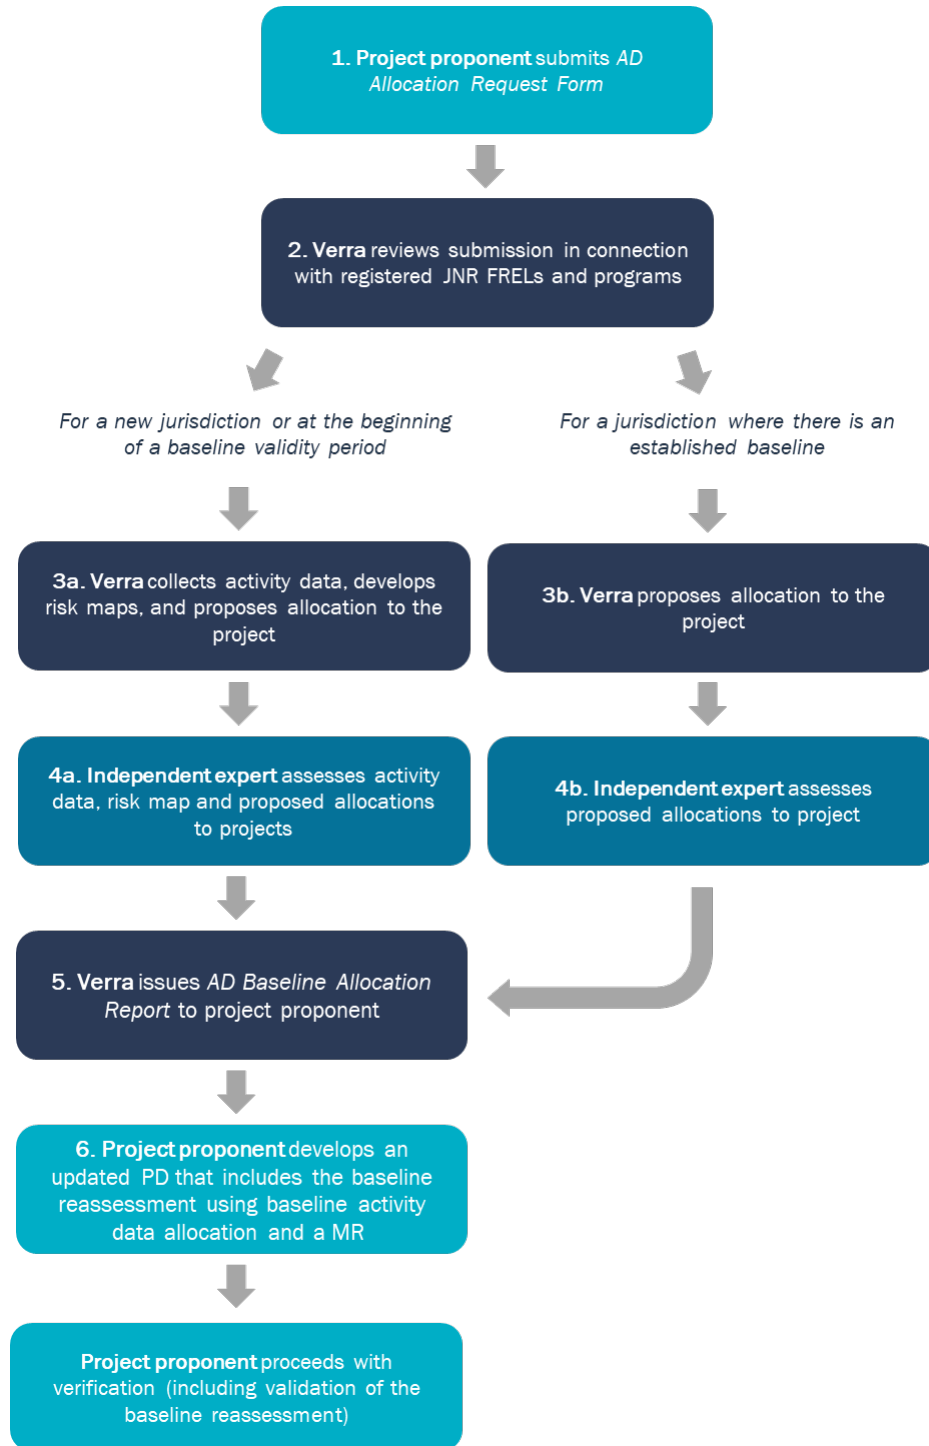 1. Project proponent submits AD
Allocation Request Form
2. Verra reviews submission in connection
with registered JNR FRELs and programs
For a new jurisdiction or at the beginning
of a baseline validity period
For a jurisdiction where there is an
established baseline
3a. Verra collects activity data, develops
risk maps, and proposes allocation to the
project
3b. Verra proposes allocation to the
project
4a. Independent expert assesses activity
data, risk map and proposed allocations
to projects
4b. Independent expert assesses
proposed allocations to project
5. Verra issues AD Baseline Allocation
Report to project proponent
6. Project proponent develops an
updated PD that includes the baseline
reassessment using baseline activity
data allocation and a MR
Project proponent proceeds with
verification (including validation of the
baseline reassessment)